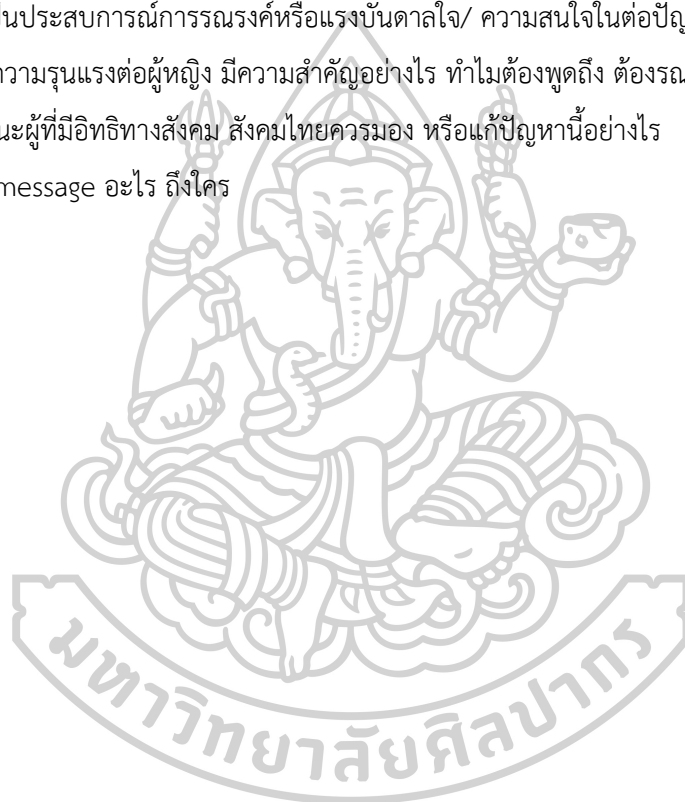 ป็นประสบการณ์การรณรงค์หรือแรงบันดาลใจ/ ความสนใจในต่อปัญ
ความรุนแรงต่อผู้หญิง มีความสำคัญอย่างไร ทำไมต้องพูดถึง ต้องรณ
นะผู้ที่มีอิทธิทางสังคม สังคมไทยควรมอง หรือแก้ปัญหานี้อย่างไร
message อะไร ถึงใคร
มหาวิทยาลัยศิลปากร